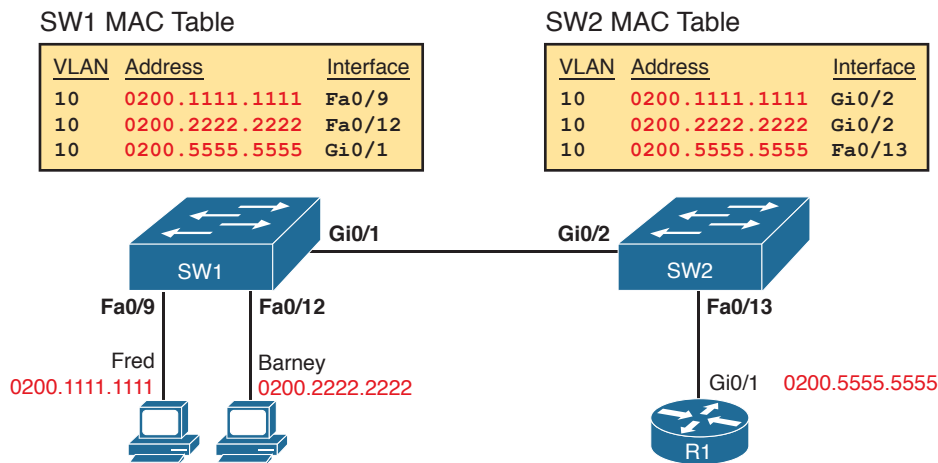 SW1 MAC Table
SW2 MAC Table
VLAN Address Interface
10 0200.1111.1111 Fa0/9
10 0200.2222.2222 Fa0/12
10 0200.5555.5555 Gi0/1
VLAN Address Interface
10 0200.1111.1111 Gi0/2
10 0200.2222.2222 Gi0/2
10 0200.5555.5555 Fa0/13
Gi0/1
Gi0/2
SW1
SW2
Fa0/9
Fa0/12
Fa0/13
Fred
0200.1111.1111
Barney
0200.2222.2222
Gi0/1 0200.5555.5555
R1